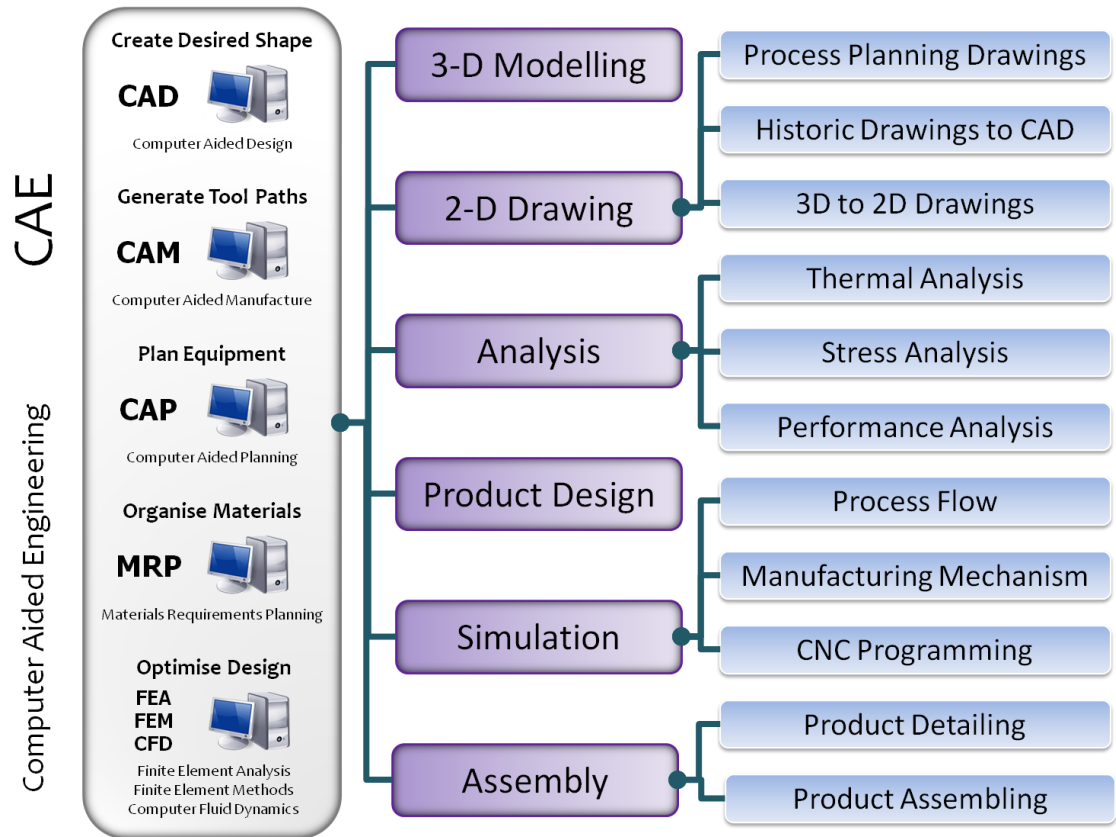 CAE
Computer Aided Engineering
Create Desired Shape
CAD
Computer Aided Design
Generate Tool Paths
CAM
Computer Aided Manufacture
Plan Equipment
CAP
Computer Aided Planning
Organise Materials
MRP
Materials Requirements Planning
Optimise Design
FEA
FEM
CFD
Finite Element Analysis
Finite Element Methods
Computer Fluid Dynamics
3-D Modelling
2-D Drawing
Process Planning Drawings
Historic Drawings to CAD
3D to 2D Drawings
Analysis
Thermal Analysis
Stress Analysis
Performance Analysis
Product Design
Simulation
Process Flow
Manufacturing Mechanism
CNC Programming
Assembly
Product Detailing
Product Assembling